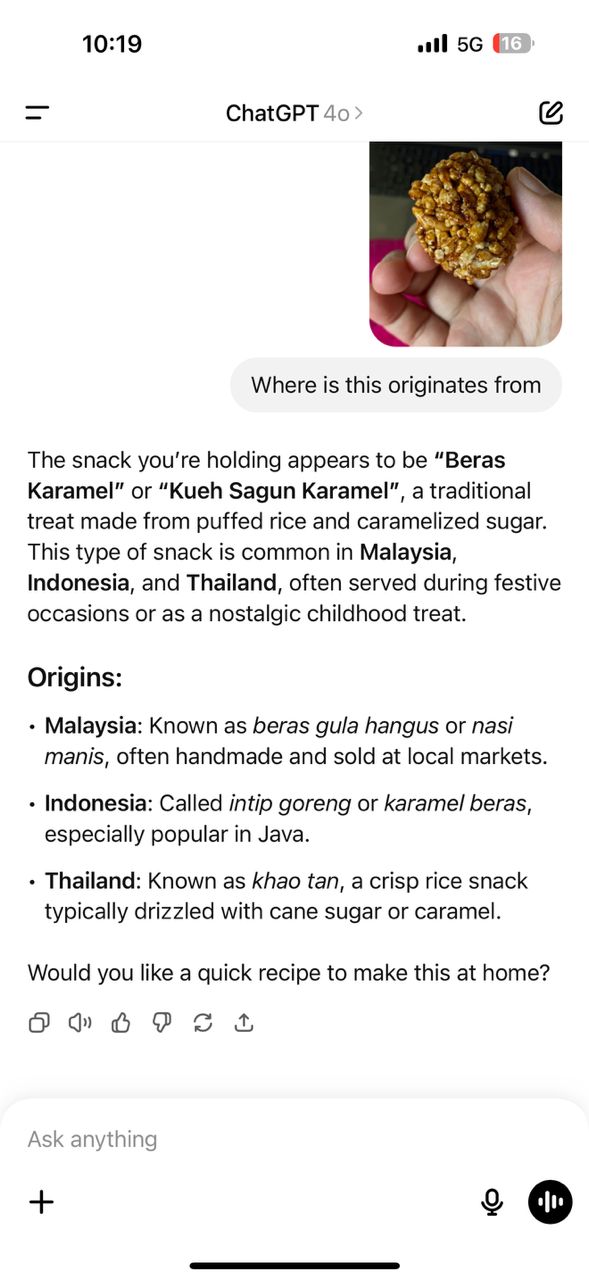 10:19
5G
16
ChatGPT 4o >
Where is this originates from
The snack you’re holding appears to be “Beras
Karamel” or “Kueh Sagun Karamel”, a traditional
treat made from puffed rice and caramelized sugar.
This type of snack is common in Malaysia,
Indonesia, and Thailand, often served during festive
occasions or as a nostalgic childhood treat.
Origins:
• Malaysia: Known as beras gula hangus or nasi
manis, often handmade and sold at local markets.
• Indonesia: Called intip goreng or karamel beras,
especially popular in Java.
• Thailand: Known as khao tan, a crisp rice snack
typically drizzled with cane sugar or caramel.
Would you like a quick recipe to make this at home?
Ask anything